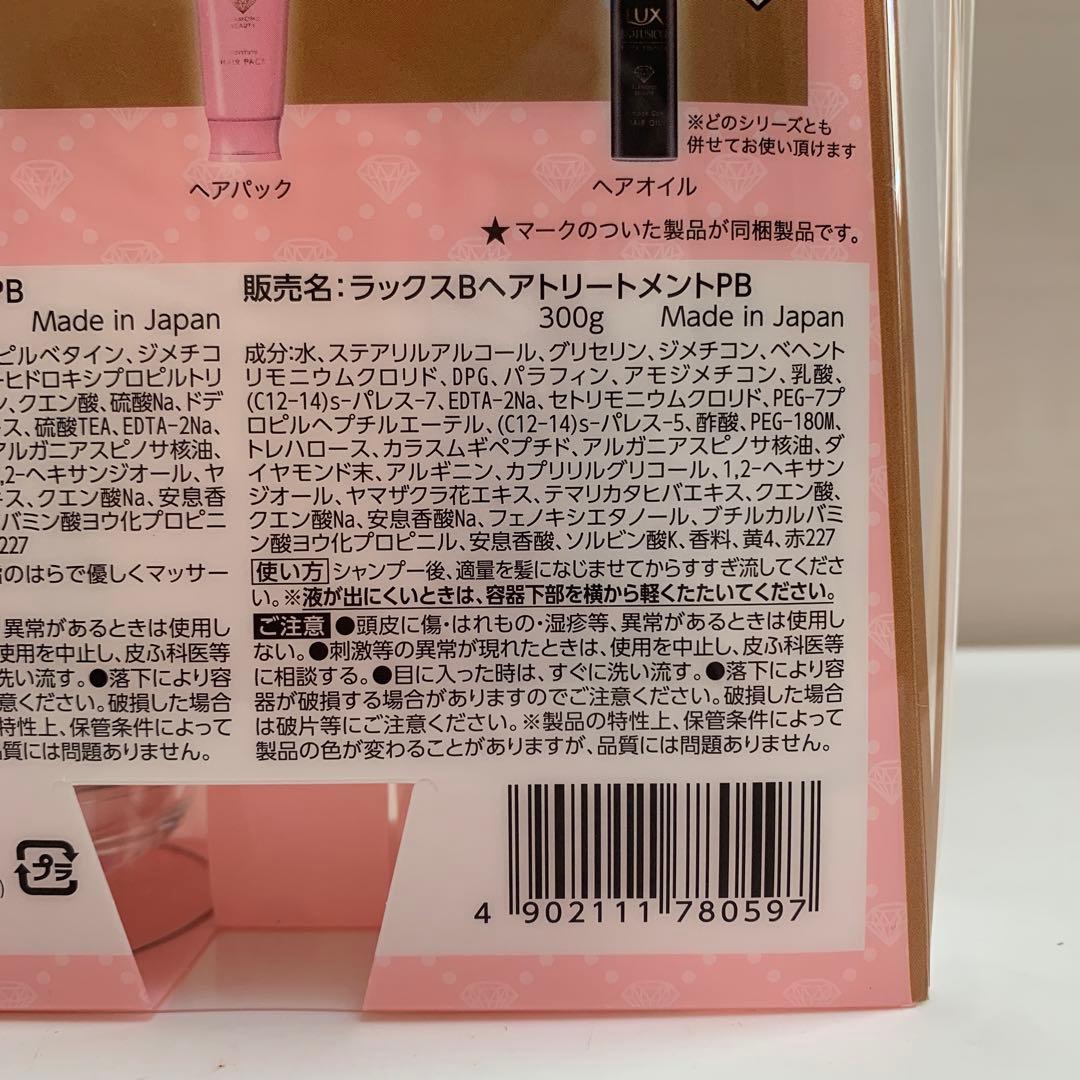 BEAUTY
HAIR PACK
LUX
HAIR OIL
※どのシリーズとも
併せてお使い頂けます
ヘアパック
ヘアオイル
★マークのついた製品が同梱製品です。
PB
Made in Japan
ピルベタイン、ジメチコ
ーヒドロキシプロピルトリ
ン、クエン酸、硫酸Na、ドデ
ース、硫酸TEA、EDTA-2Na、
アルガニアスピノサ核油、
1,2-ヘキサンジオール、ヤ
キス、クエン酸Na、安息香
バミン酸ヨウ化プロピニ
227
のはらで優しくマッサー
異常があるときは使用し
使用を中止し、皮ふ科医等
洗い流す。●落下により容
意ください。破損した場合
特性上、保管条件によって
品質には問題ありません。
販売名:ラックスBヘアトリートメントPB
300g Made in Japan
成分:水、ステアリルアルコール、グリセリン、ジメチコン、ベヘント
リモニウムクロリド、DPG、パラフィン、アモジメチコン、乳酸、
(C12-14)s-パレス-7、EDTA-2Na、セトリモニウムクロリド、PEG-7プ
ロピルヘプチルエーテル、(C12-14)s-パレス-5、酢酸、PEG-180M、
トレハロース、カラスムギペプチド、アルガニアスピノサ核油、ダ
イヤモンド末、アルギニン、カプリリルグリコール、1,2-ヘキサン
ジオール、ヤマザクラ花エキス、テマリカタヒバエキス、クエン酸、
クエン酸Na、安息香酸Na、フェノキシエタノール、ブチルカルバミ
ン酸ヨウ化プロピニル、安息香酸、ソルビン酸K、香料、黄4、赤227
使い方 シャンプー後、適量を髪になじませてからすすぎ流してくださ
い。※液が出にくいときは、容器下部を横から軽くたたいてください。
ご注意 ●頭皮に傷・はれもの・湿疹等、異常があるときは使用し
ない。●刺激等の異常が現れたときは、使用を中止し、皮ふ科医等
に相談する。●目に入った時は、すぐに洗い流す。●落下により容
器が破損する場合がありますのでご注意ください。破損した場合
は破片等にご注意ください。※製品の特性上、保管条件によって
製品の色が変わることがありますが、品質には問題ありません。
プラ
4 902111 780597